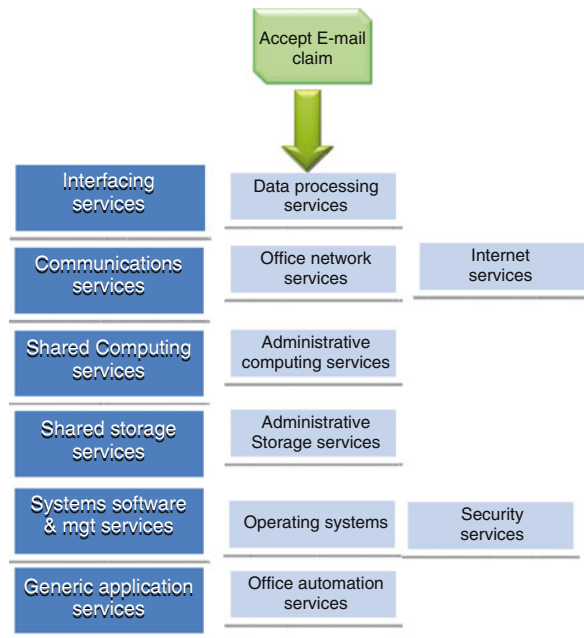 Accept E-mail
claim
Interfacing
services
Data processing
services
Communications
services
Office network
services
Internet
services
Shared Computing
services
Administrative
computing services
Shared storage
services
Administrative
Storage services
Systems software
& mgt services
Operating systems
Security
services
Generic application
services
Office automation
services